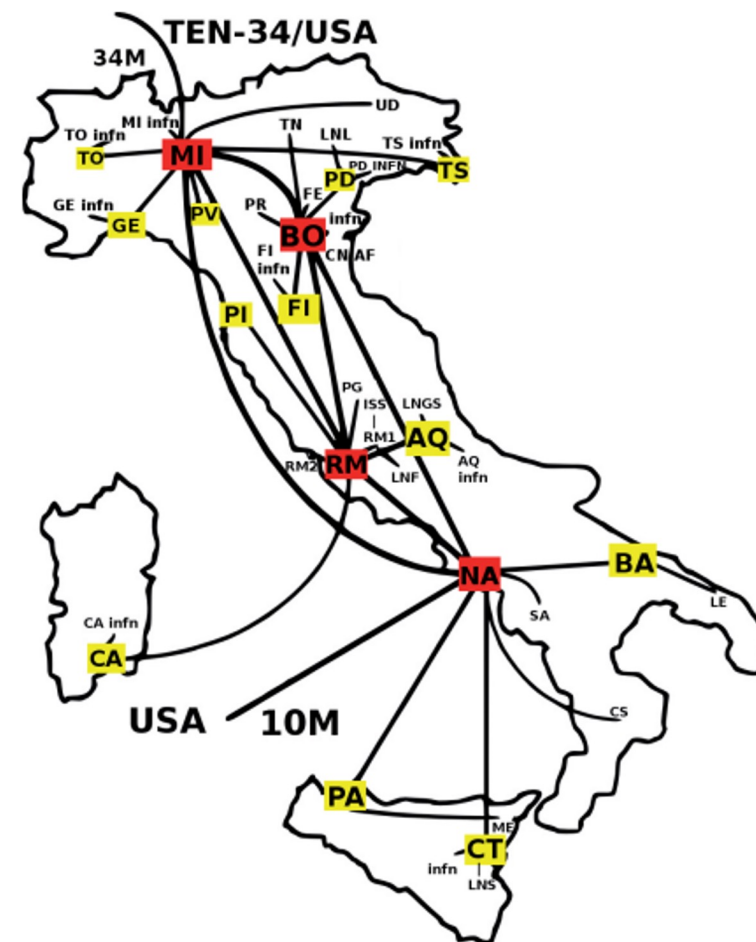 TEN-34/USA
34M
UD
MI infn
TN
TO infn
LNL
TS infn
TO
MI
PD INFN
TS
PD
FE
GE infn
PR
PV
infn
GE
BO
FI
infn
CNAF
PI
FI
PG
ISS
LNGS
RM1
AQ
RM2
RM
LNF
AQ
infn
NA
BA
SA
LE
CA infn
CA
USA 10M
CS
PA
ME
CT
infn
LNS